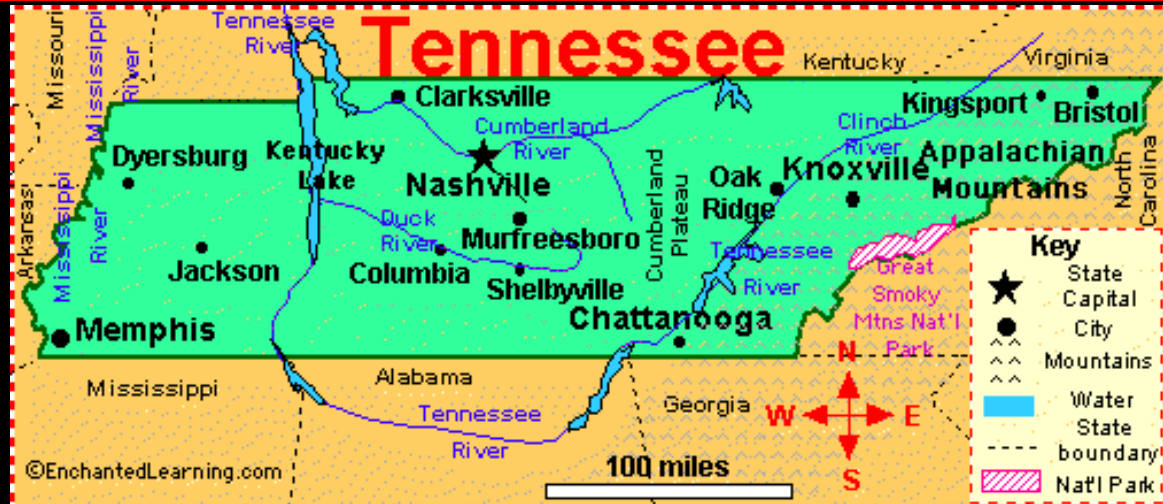 Tennessee
Tennessee
River
Missouri
Mississippi
River
Kentucky
Virginia
Clarksville
Kingsport
Bristol
Cumberland
River
Clinch
River
Dyersburg
Kentucky
Lake
Nashville
Oak
Ridge
Knoxville
Appalachian
Mountains
North
Carolina
Arkansas
Mississippi
River
Duck
River
Murfreesboro
Cumberland
Plateau
Jackson
Columbia
Shelbyville
Tennessee
River
Great
Smoky
Mtns Nat'l
Park
Memphis
Chattanooga
Mississippi
Alabama
Georgia
Tennessee
River
N
W
E
S
Key
State
Capital
City
Mountains
Water
State
boundary
Nat'l Park
©EnchantedLearning.com
100 miles